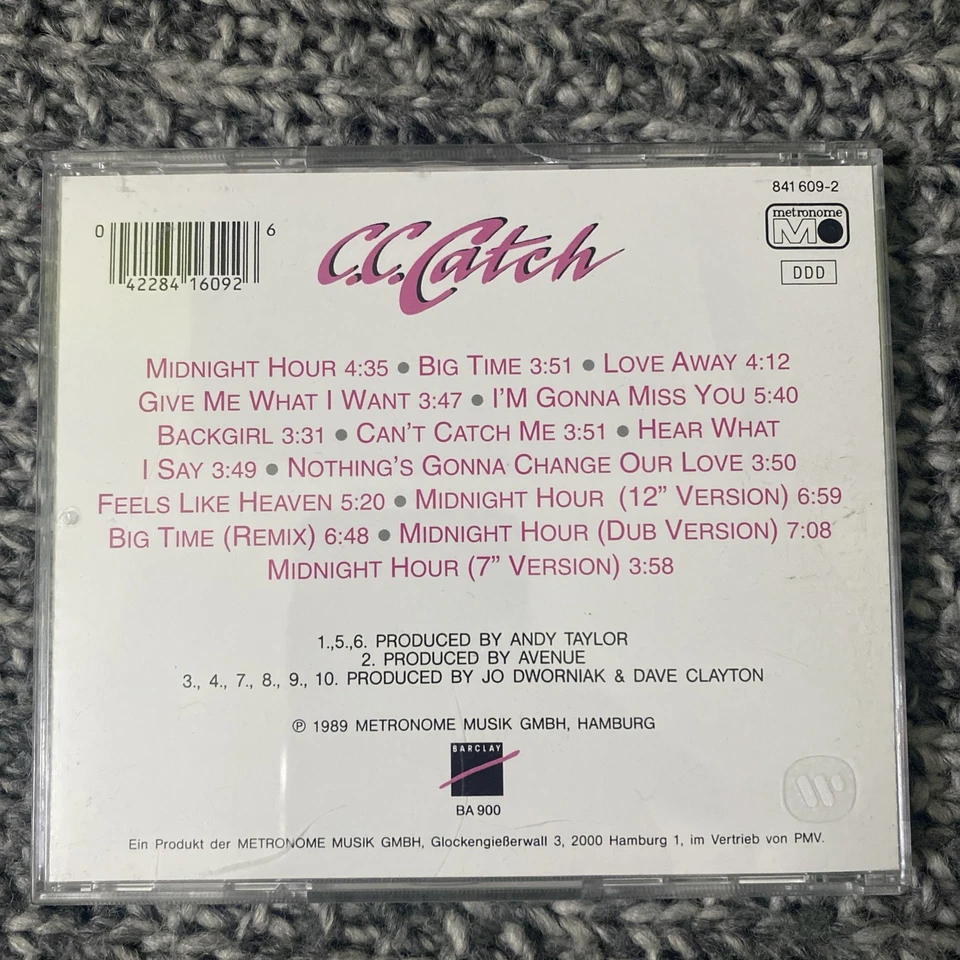 841 609-2
metronome
M
DDD
0 42284 16092 6
C.C. Catch
MIDNIGHT HOUR 4:35 ● BIG TIME 3:51 ● LOVE AWAY 4:12
GIVE ME WHAT I WANT 3:47 ● I'M GONNA MISS YOU 5:40
BACKGIRL 3:31 ● CAN'T CATCH ME 3:51 ● HEAR WHAT
I SAY 3:49 ● NOTHING'S GONNA CHANGE OUR LOVE 3:50
FEELS LIKE HEAVEN 5:20 ● MIDNIGHT HOUR (12" VERSION) 6:59
BIG TIME (REMIX) 6:48 ● MIDNIGHT HOUR (DUB VERSION) 7:08
MIDNIGHT HOUR (7" VERSION) 3:58
1.,5.,6. PRODUCED BY ANDY TAYLOR
2. PRODUCED BY AVENUE
3., 4., 7., 8., 9., 10. PRODUCED BY JO DWORNIAK & DAVE CLAYTON
℗ 1989 METRONOME MUSIK GMBH, HAMBURG
BARCLAY
BA 900
Ein Produkt der METRONOME MUSIK GMBH, Glockengießerwall 3, 2000 Hamburg 1, im Vertrieb von PMV.